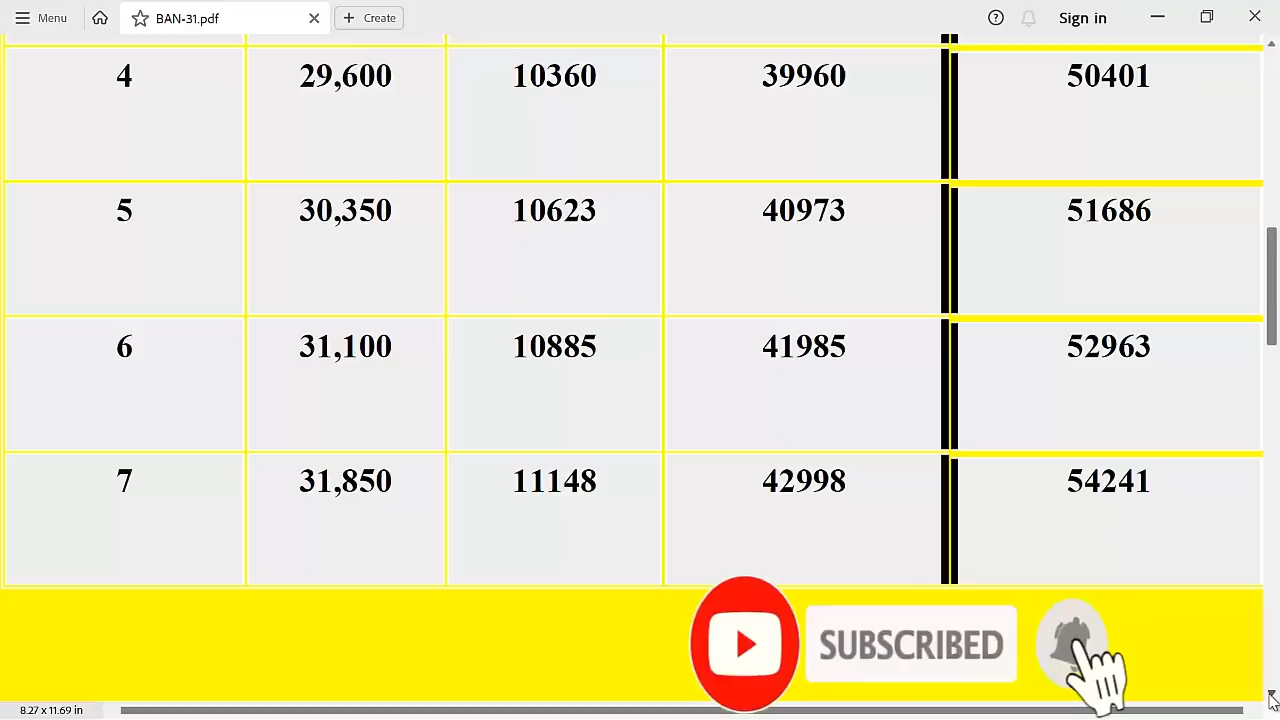 Menu BAN-31.pdf Create Sign in
4 29,600 10360 39960 50401
5 30,350 10623 40973 51686
6 31,100 10885 41985 52963
7 31,850 11148 42998 54241
SUBSCRIBED
8.27 x 11.69 in